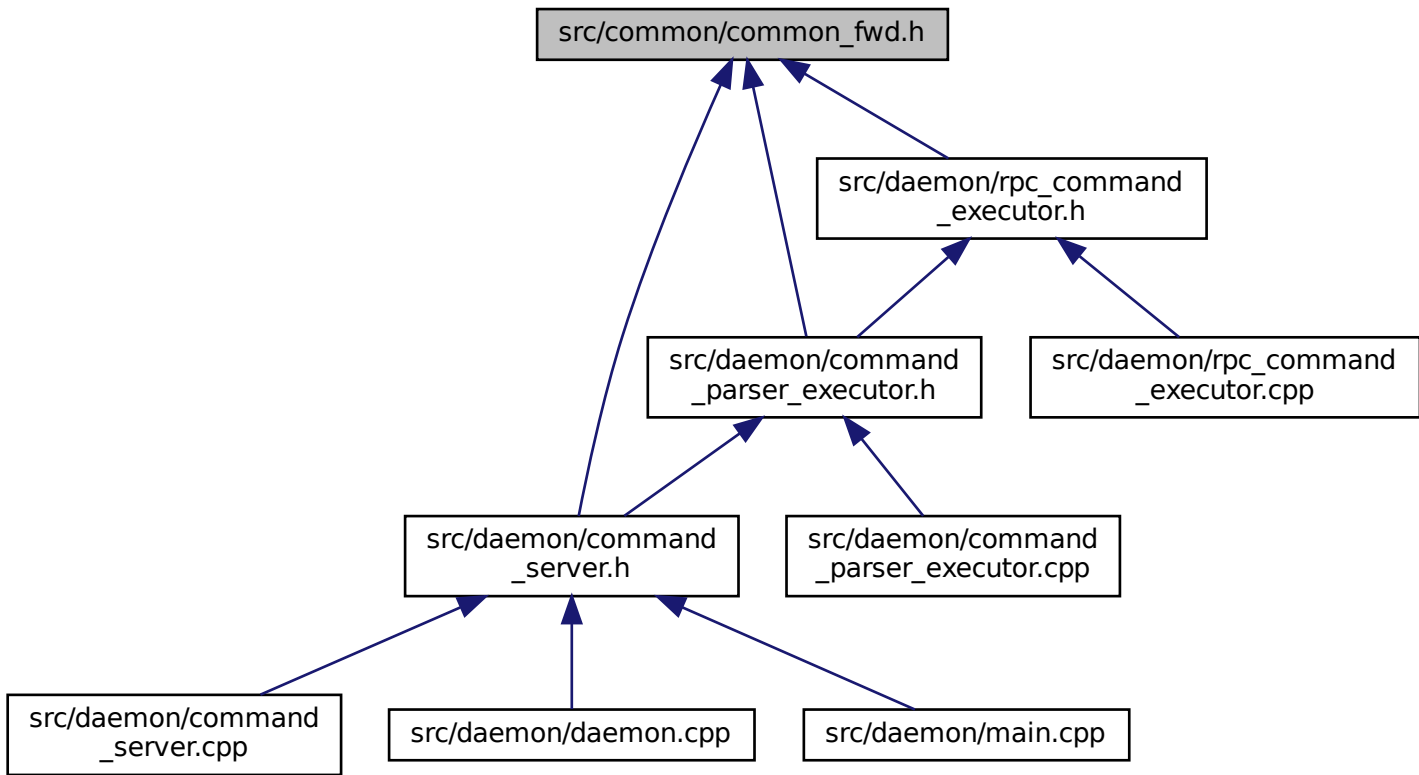 src/common/common_fwd.h
src/daemon/rpc_command
_executor.h
src/daemon/command
_parser_executor.h
src/daemon/rpc_command
_executor.cpp
src/daemon/command
_server.h
src/daemon/command
_parser_executor.cpp
src/daemon/command
_server.cpp
src/daemon/daemon.cpp
src/daemon/main.cpp